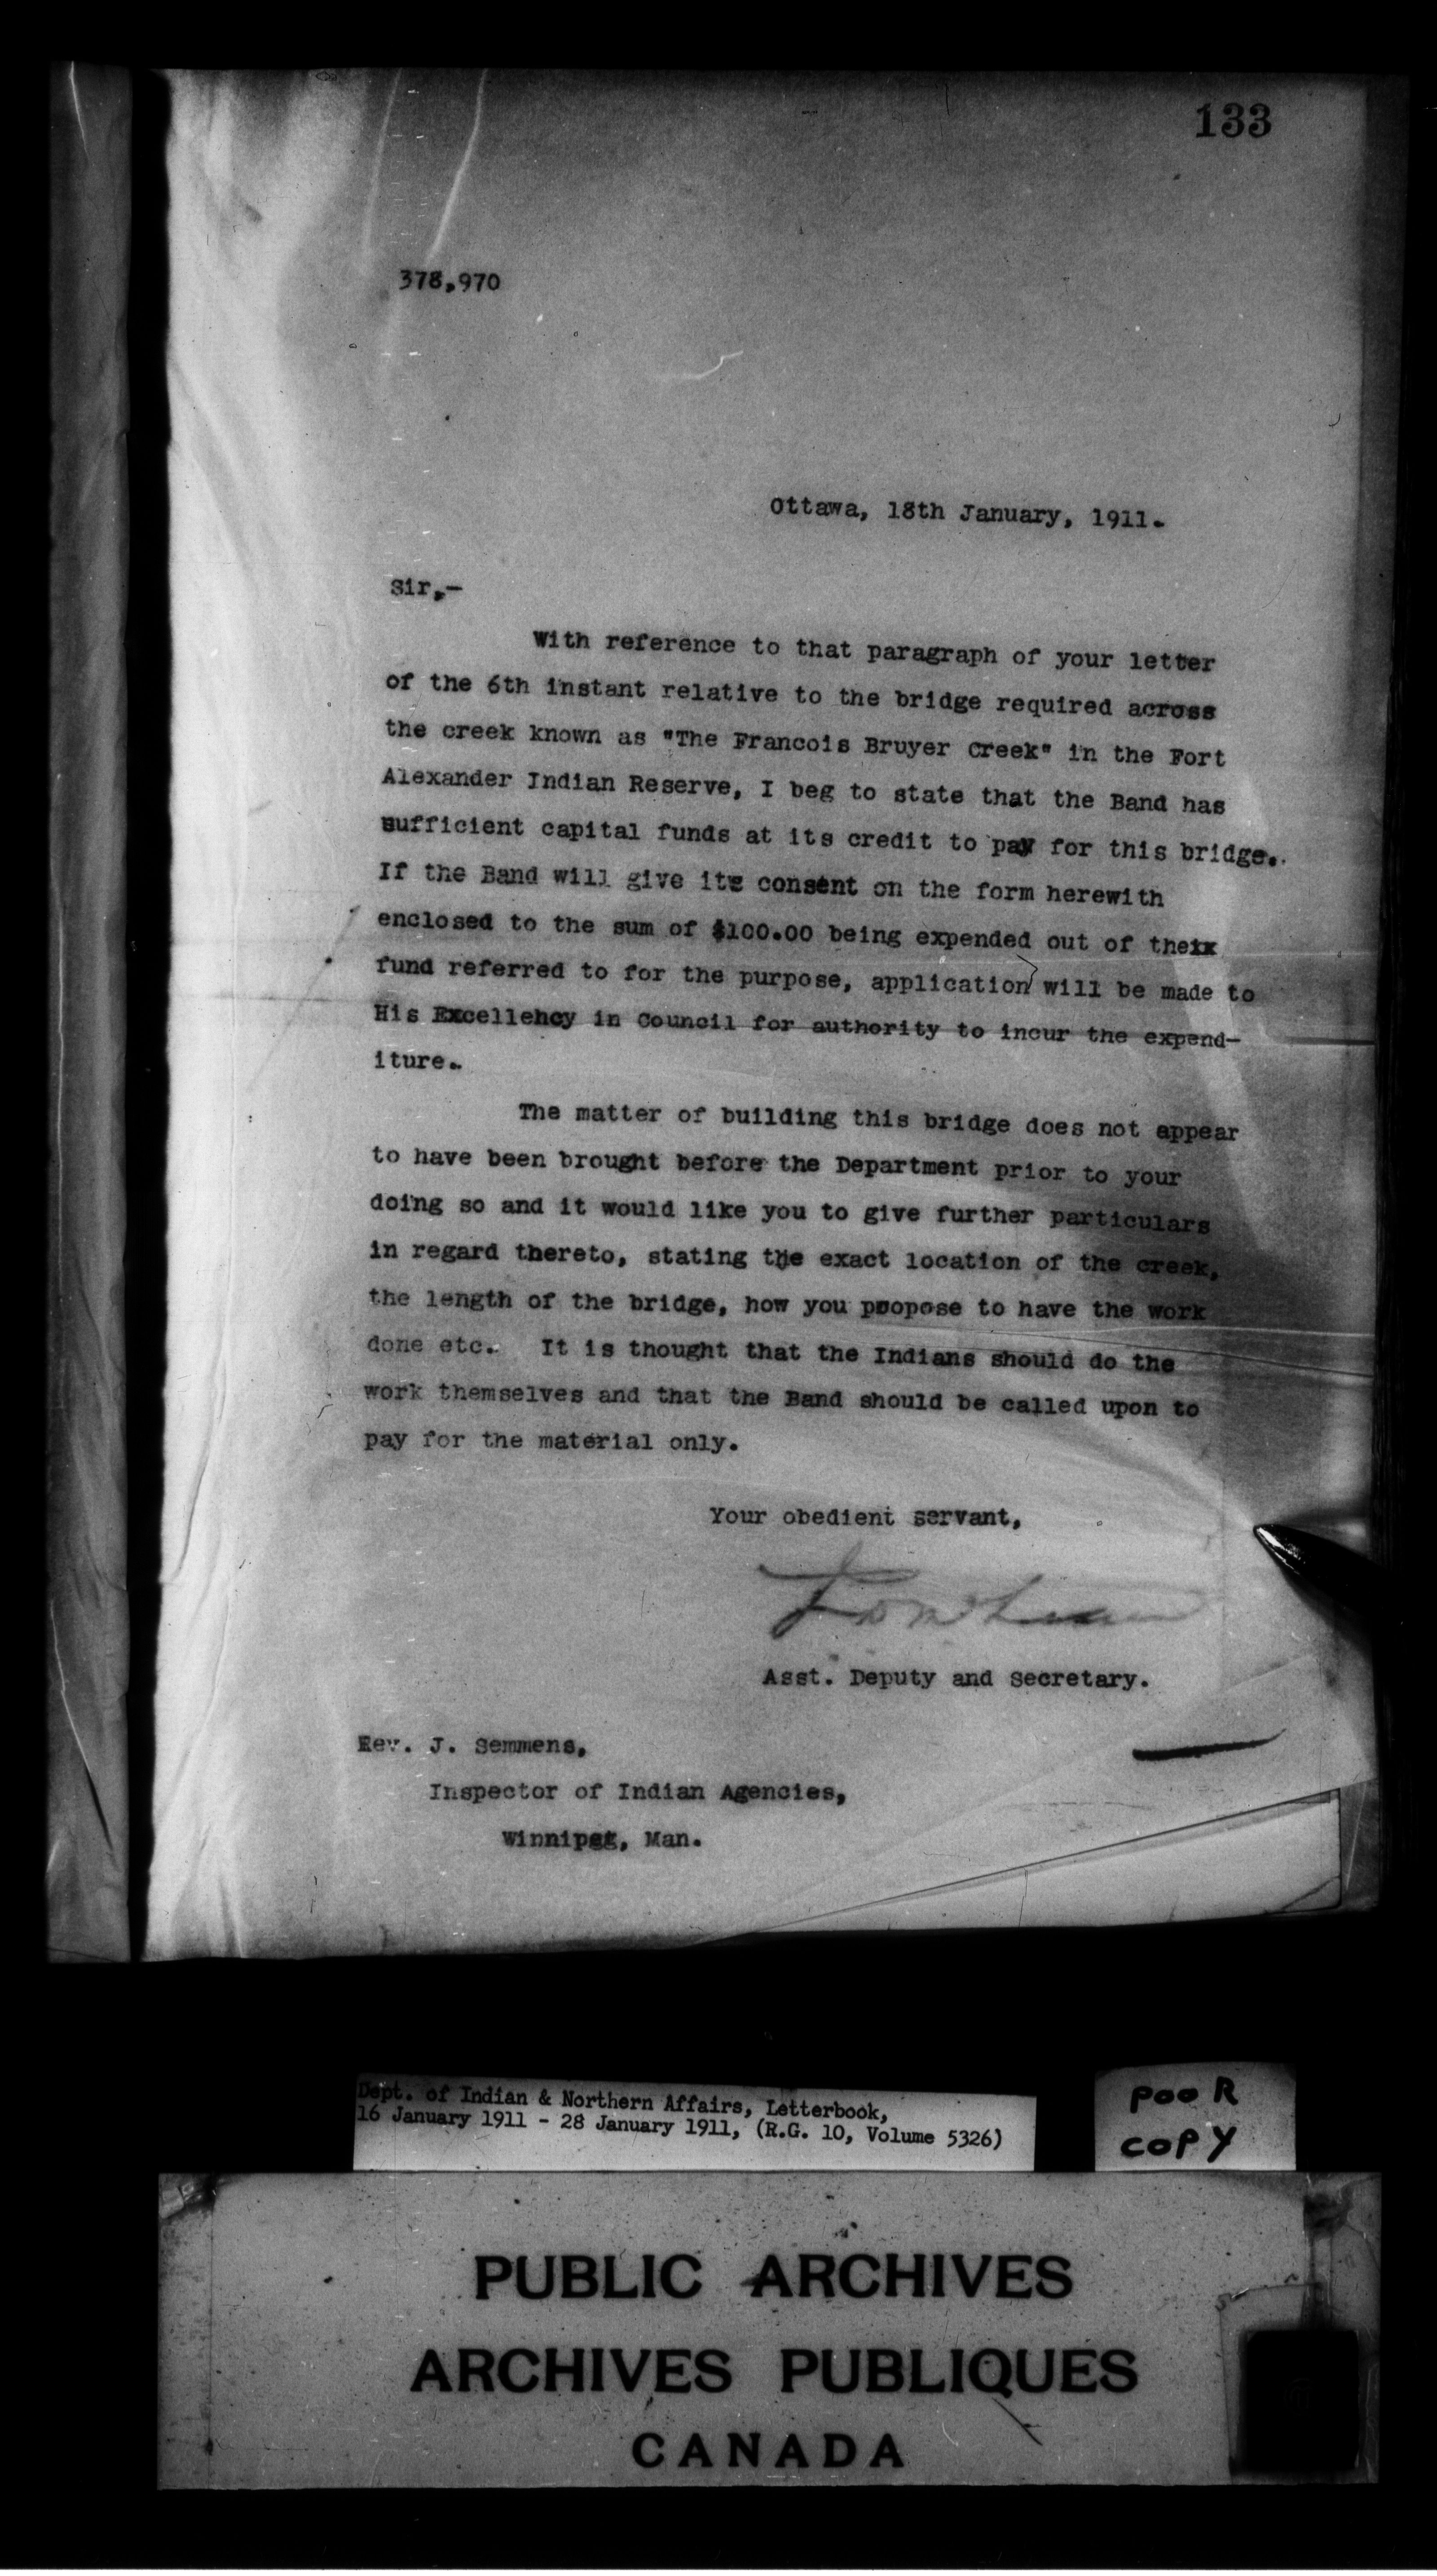 133
378,970
Ottawa, 18th January, 1911.
Sir,-
With reference to that paragraph of your letter
of the 6th instant relative to the bridge required across
the creek known as "The Francois Bruyer Creek" in the Fort
Alexander Indian Reserve, I beg to state that the Band has
sufficient capital funds at its credit to pay for this bridge.
If the Band will give its consent on the form herewith
enclosed to the sum of $100.00 being expended out of their
fund referred to for the purpose, application will be made to
His Excellency in Council for authority to incur the expend-
iture.
The matter of building this bridge does not appear
to have been brought before the Department prior to your
doing so and it would like you to give further particulars
in regard thereto, stating the exact location of the creek,
the length of the bridge, how you propose to have the work
done etc. It is thought that the Indians should do the
work themselves and that the Band should be called upon to
pay for the material only.
Your obedient servant,
Asst. Deputy and Secretary.
Rev. J. Semmens,
Inspector of Indian Agencies,
Winnipeg, Man.
Dept. of Indian & Northern Affairs, Letterbook,
16 January 1911 - 28 January 1911, (R.G. 10, Volume 5326)
POOR
COPY
PUBLIC ARCHIVES
ARCHIVES PUBLIQUES
CANADA